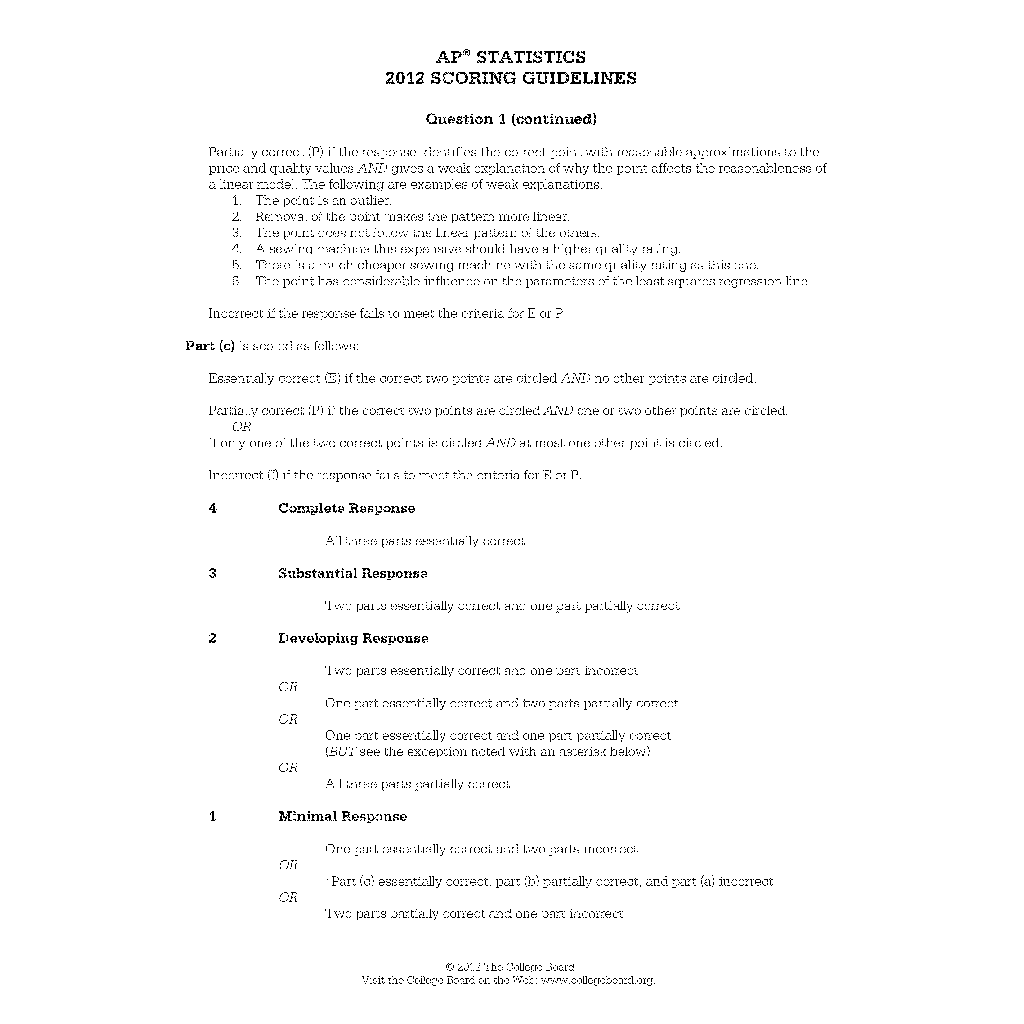 AP® STATISTICS
2012 SCORING GUIDELINES
Question 1 (continued)
Partially correct (P) if the response identifies the correct point with reasonable approximations to the
price and quality values AND gives a weak explanation of why the point affects the reasonableness of
a linear model. The following are examples of weak explanations.
1. The point is an outlier.
2. Removal of the point makes the pattern more linear.
3. The point does not follow the linear pattern of the others.
4. A sewing machine this expensive should have a higher quality rating.
5. There is a much cheaper sewing machine with the same quality rating as this one.
6. The point has considerable influence on the parameters of the least squares regression line
Incorrect if the response fails to meet the criteria for E or P
Part (c) is scored as follows:
Essentially correct (E) if the correct two points are circled AND no other points are circled.
Partially correct (P) if the correct two points are circled AND one or two other points are circled.
OR
If only one of the two correct points is circled AND at most one other point is circled.
Incorrect (I) if the response fails to meet the criteria for E or P.
4 Complete Response
All three parts essentially correct
3 Substantial Response
Two parts essentially correct and one part partially correct
2 Developing Response
Two parts essentially correct and one part incorrect
OR
One part essentially correct and two parts partially correct
OR
One part essentially correct and one part partially correct
(BUT see the exception noted with an asterisk below)
OR
All three parts partially correct
1 Minimal Response
One part essentially correct and two parts incorrect
OR
*Part (c) essentially correct, part (b) partially correct, and part (a) incorrect
OR
Two parts partially correct and one part incorrect
© 2012 The College Board
Visit the College Board on the Web: www.collegeboard.org.